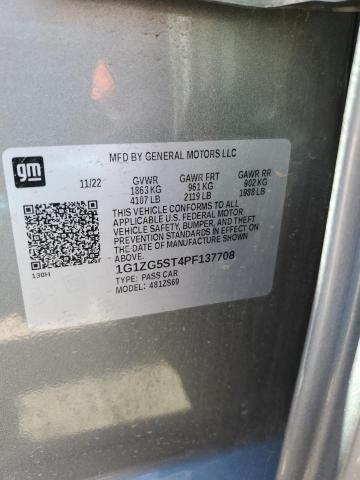 gm
MFD BY GENERAL MOTORS LLC
11/22 GVWR GAWR FRT GAWR RR
1863 KG 961 KG 902 KG
4107 LB 2119 LB 1988 LB
THIS VEHICLE CONFORMS TO ALL
APPLICABLE U.S. FEDERAL MOTOR
VEHICLE SAFETY, BUMPER, AND THEFT
PREVENTION STANDARDS IN EFFECT ON
THE DATE OF MANUFACTURE SHOWN
ABOVE.
1G1ZG5ST4PF137708
TYPE: PASS CAR
MODEL: 481ZS69
130H